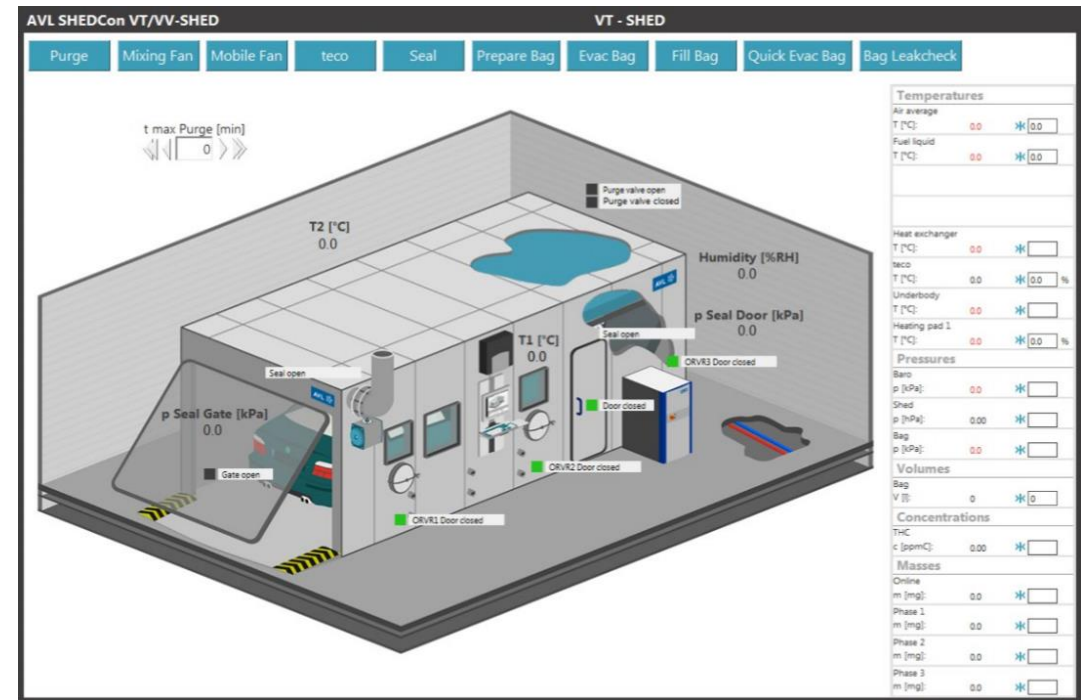 AVL SHEDCon VT/VV-SHED VT - SHED
Purge Mixing Fan Mobile Fan teco Seal Prepare Bag Evac Bag Fill Bag Quick Evac Bag Bag Leakcheck
t max Purge [min]
0
Purge valve open
Purge valve closed
T2 [°C]
0.0
Humidity [%RH]
0.0
AVL
p Seal Door [kPa]
0.0
Seal open
T1 [°C]
0.0
ORVR3 Door closed
Seal open
AVL
p Seal Gate [kPa]
0.0
Door closed
Gate open
ORVR2 Door closed
ORVR1 Door closed
Temperatures
Air average
T [°C]: 0.0 0.0
Fuel liquid
T [°C]: 0.0 0.0
Heat exchanger
T [°C]: 0.0
teco
T [°C]: 0.0 0.0 %
Underbody
T [°C]: 0.0
Heating pad 1
T [°C]: 0.0 0.0 %
Pressures
Baro
p [kPa]: 0.0
Shed
p [hPa]: 0.00
Bag
p [kPa]: 0.0
Volumes
Bag
V [l]: 0 0
Concentrations
THC
c [ppmC]: 0.00
Masses
Online
m [mg]: 0.0
Phase 1
m [mg]: 0.0
Phase 2
m [mg]: 0.0
Phase 3
m [mg]: 0.0